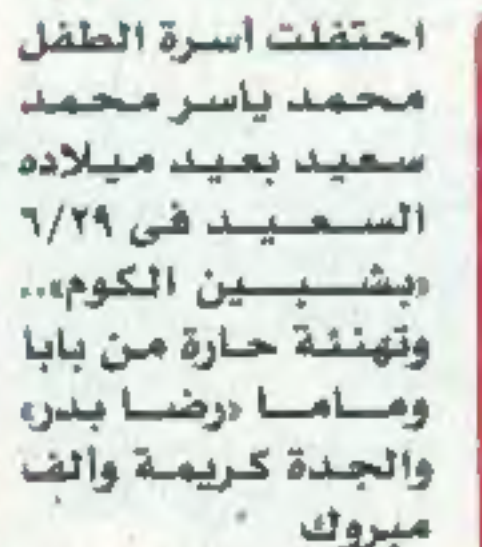 احتفلت أسرة الطفل
محمد ياسر محمد
سعيد بعيد ميلاده
السعيد فى ٦/٢٩
«بشبين الكوم»..
وتهنئة حارة من بابا
وماما «رضا بدر»
والجدة كريمة وألف
مبروك